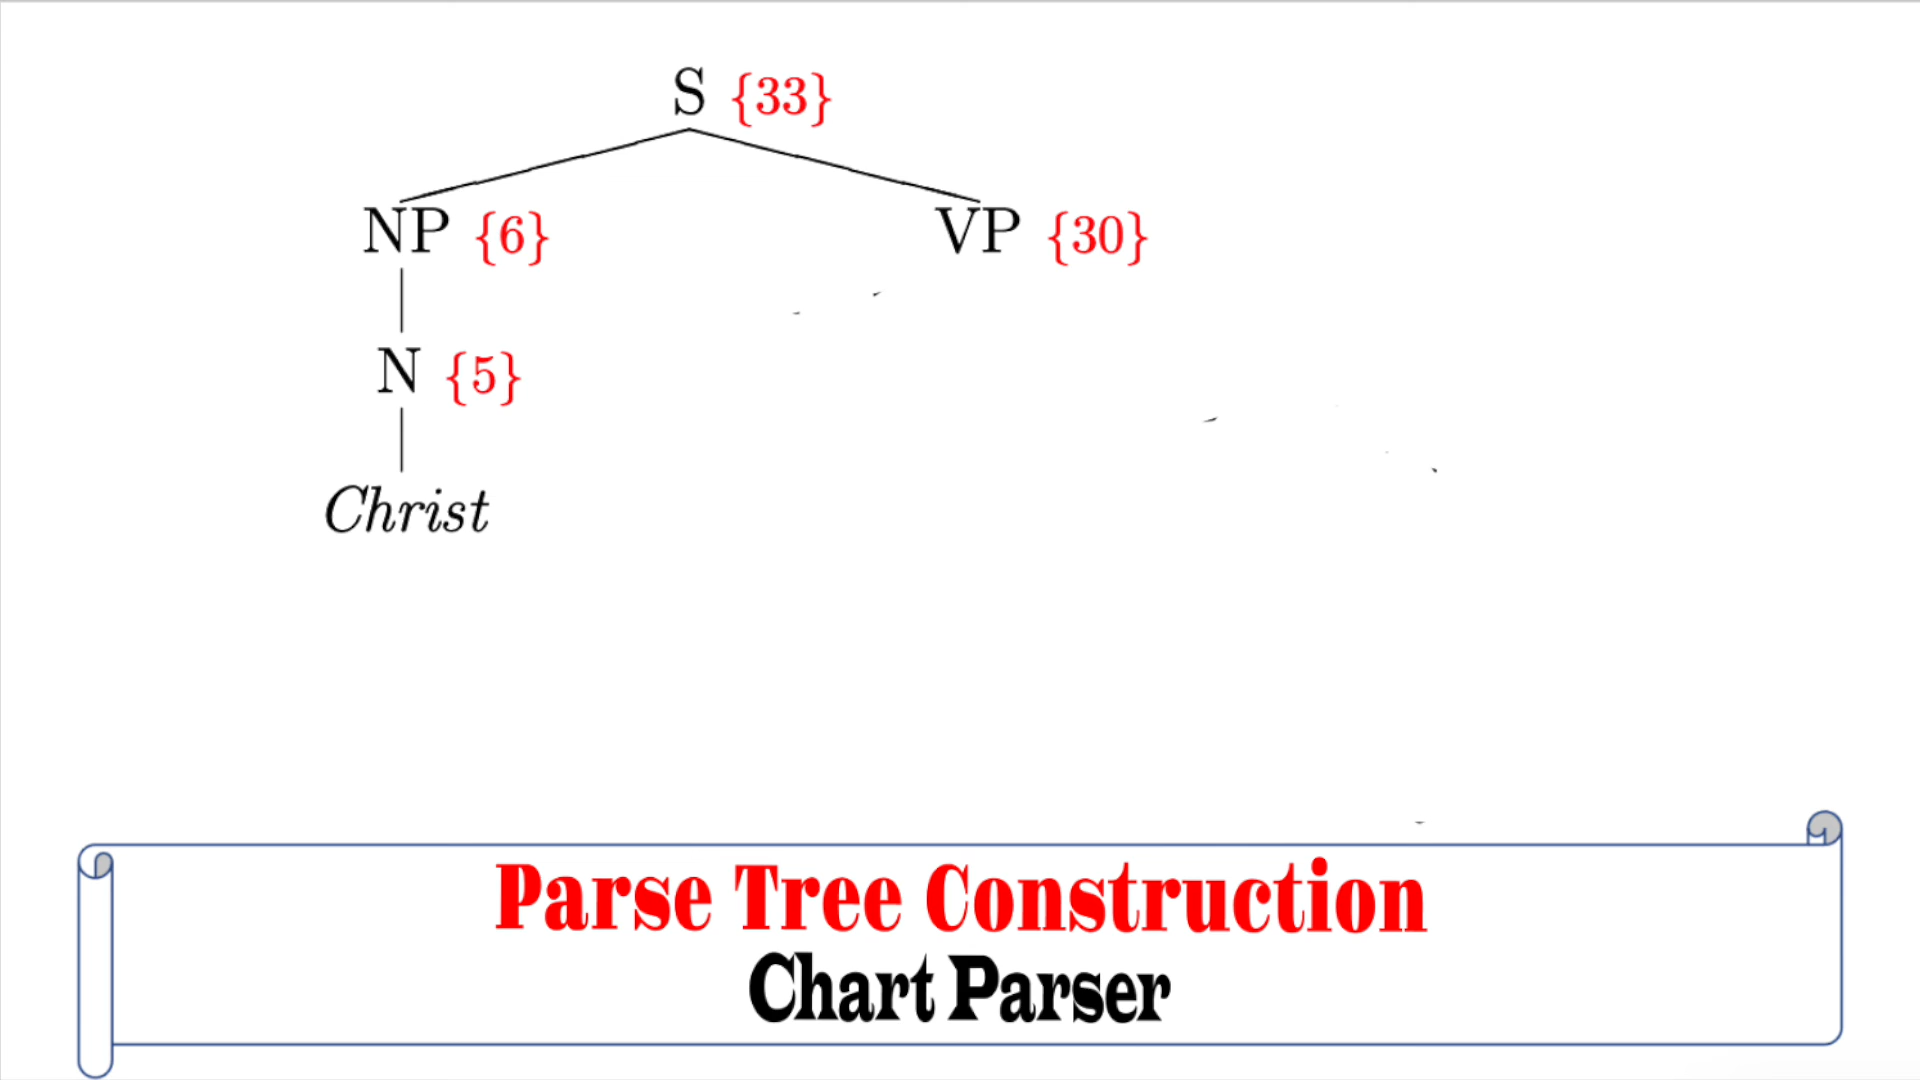 S {33}
NP {6} VP {30}
N {5}
Christ
Parse Tree Construction
Chart Parser